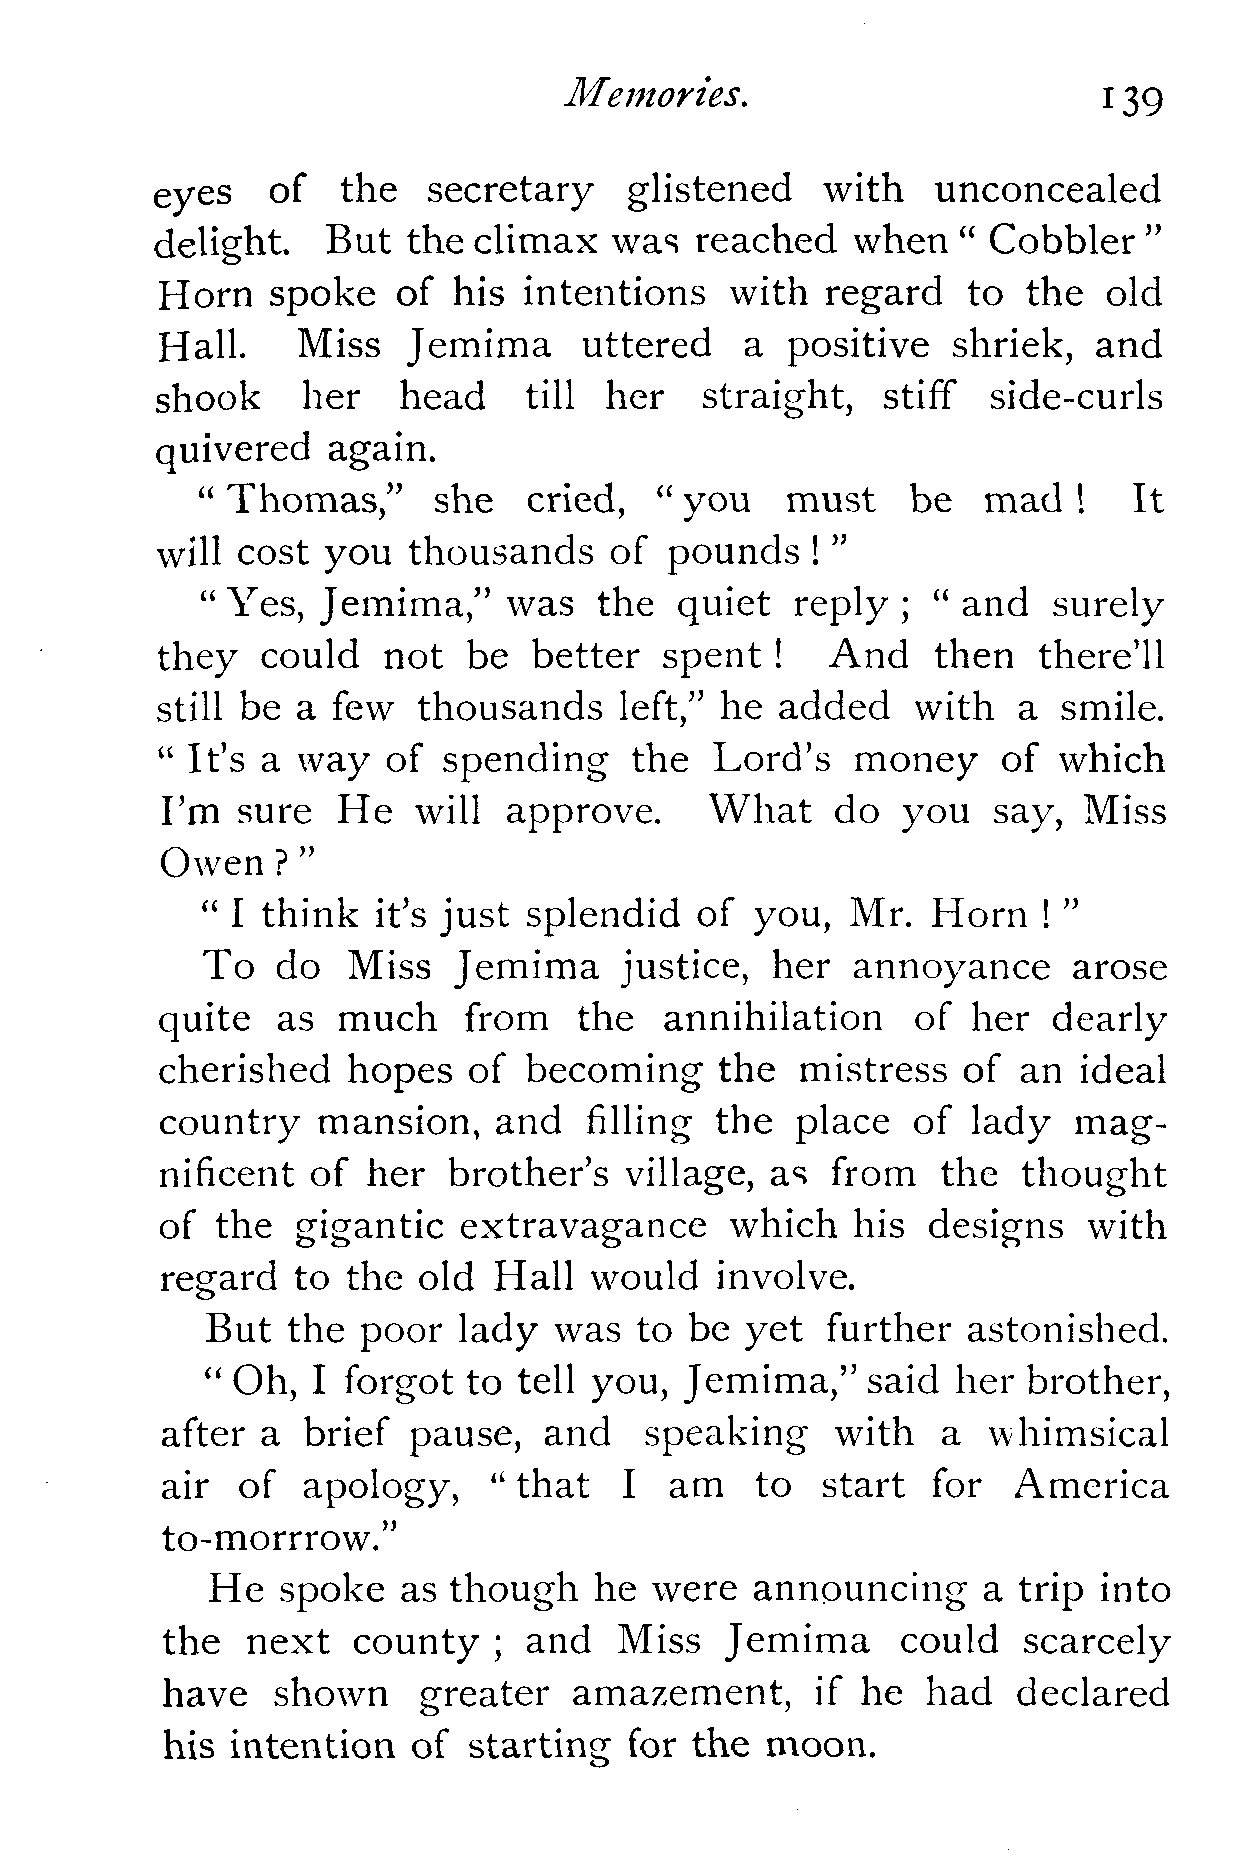 Memories. 139
eyes of the secretary glistened with unconcealed
delight. But the climax was reached when “ Cobbler ”
Horn spoke of his intentions with regard to the old
Hall. Miss Jemima uttered a positive shriek, and
shook her head till her straight, stiff side-curls
quivered again.
“ Thomas,” she cried, “ you must be mad ! It
will cost you thousands of pounds ! ”
“ Yes, Jemima,” was the quiet reply ; “ and surely
they could not be better spent ! And then there’ll
still be a few thousands left,” he added with a smile.
“ It’s a way of spending the Lord’s money of which
I’m sure He will approve. What do you say, Miss
Owen ? ”
“ I think it’s just splendid of you, Mr. Horn ! ”
To do Miss Jemima justice, her annoyance arose
quite as much from the annihilation of her dearly
cherished hopes of becoming the mistress of an ideal
country mansion, and filling the place of lady mag-
nificent of her brother’s village, as from the thought
of the gigantic extravagance which his designs with
regard to the old Hall would involve.
But the poor lady was to be yet further astonished.
“ Oh, I forgot to tell you, Jemima,” said her brother,
after a brief pause, and speaking with a whimsical
air of apology, “ that I am to start for America
to-morrrow.”
He spoke as though he were announcing a trip into
the next county ; and Miss Jemima could scarcely
have shown greater amazement, if he had declared
his intention of starting for the moon.